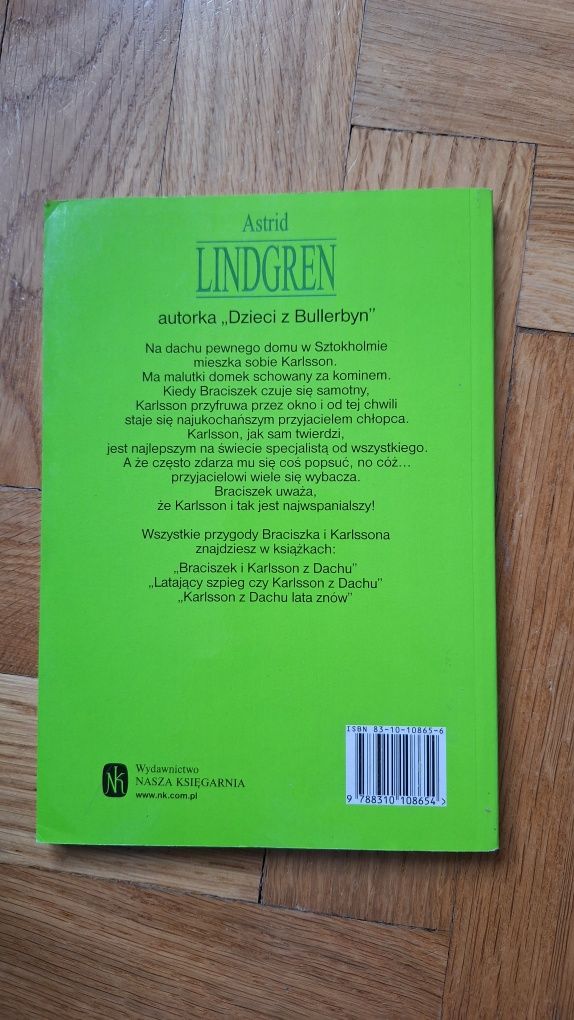 Astrid
LINDGREN
autorka „Dzieci z Bullerbyn”
Na dachu pewnego domu w Sztokholmie
mieszka sobie Karlsson.
Ma malutki domek schowany za kominem.
Kiedy Braciszek czuje się samotny,
Karlsson przyfruwa przez okno i od tej chwili
staje się najukochańszym przyjacielem chłopca.
Karlsson, jak sam twierdzi,
jest najlepszym na świecie specjalistą od wszystkiego.
A że często zdarza mu się coś popsuć, no cóż...
przyjacielowi wiele się wybacza.
Braciszek uważa,
że Karlsson i tak jest najwspanialszy!
Wszystkie przygody Braciszka i Karlssona
znajdziesz w książkach:
„Braciszek i Karlsson z Dachu”
„Latający szpieg czy Karlsson z Dachu”
„Karlsson z Dachu lata znów”
NK
Wydawnictwo
NASZA KSIĘGARNIA
www.nk.com.pl
ISBN 83-10-10865-6
9 788310 108654 >